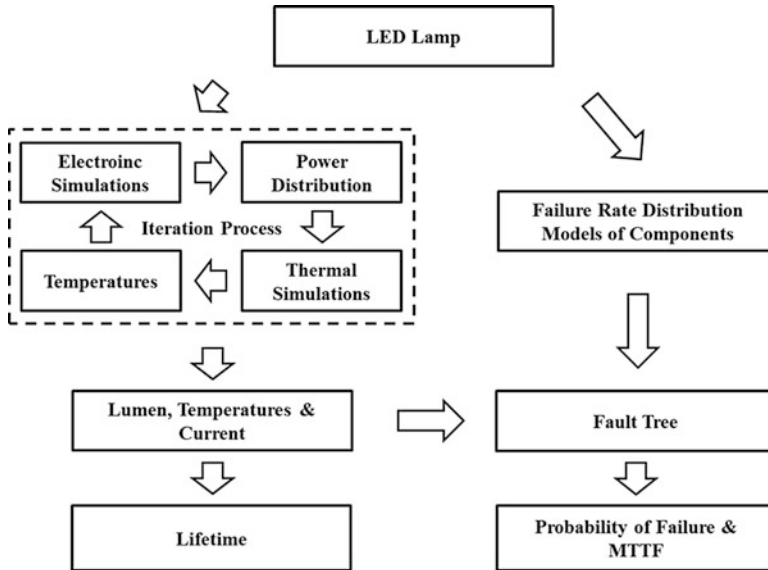 LED Lamp
Electroinc
Simulations
Power
Distribution
Iteration Process
Temperatures
Thermal
Simulations
Failure Rate Distribution
Models of Components
Lumen, Temperatures &
Current
Fault Tree
Lifetime
Probability of Failure &
MTTF